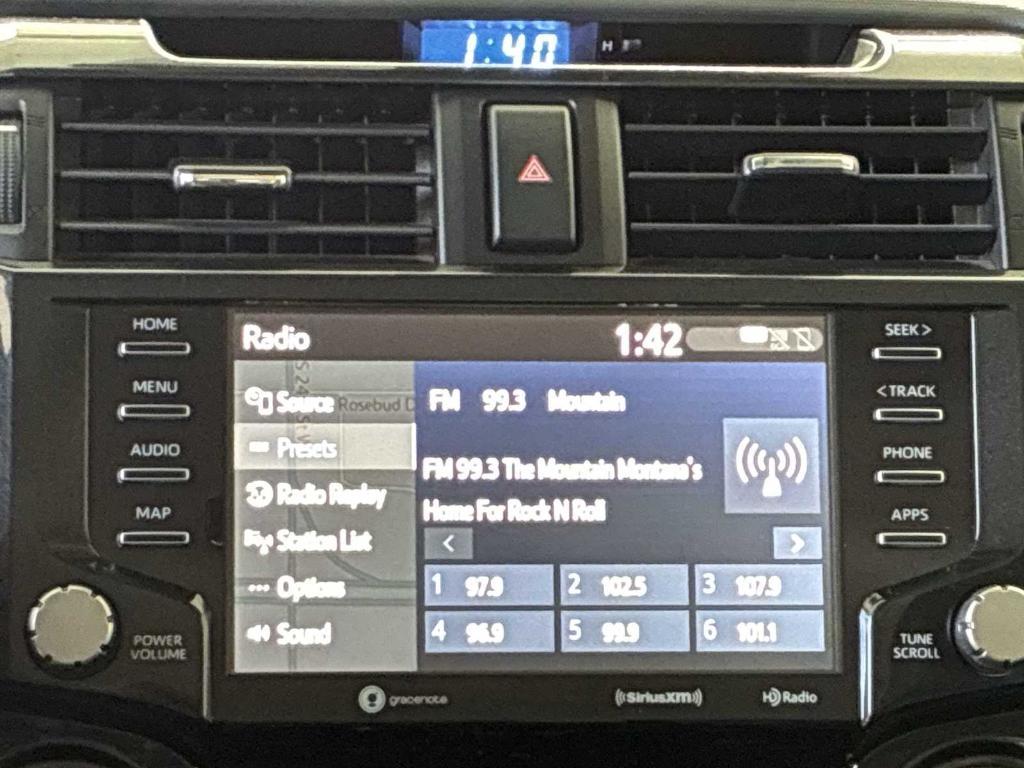 1:40
H
HOME
MENU
AUDIO
MAP
POWER
VOLUME
Radio
1:42
Source
Presets
Radio Replay
Station List
Options
Sound
S 24
St W
Rosebud D
FM 99.3 Mountain
FM 99.3 The Mountain Montana's
Home For Rock N Roll
<
>
1 97.9
2 102.5
3 107.9
4 96.9
5 99.9
6 101.1
SEEK >
< TRACK
PHONE
APPS
TUNE
SCROLL
gracenote
((SiriusXM))
HD Radio